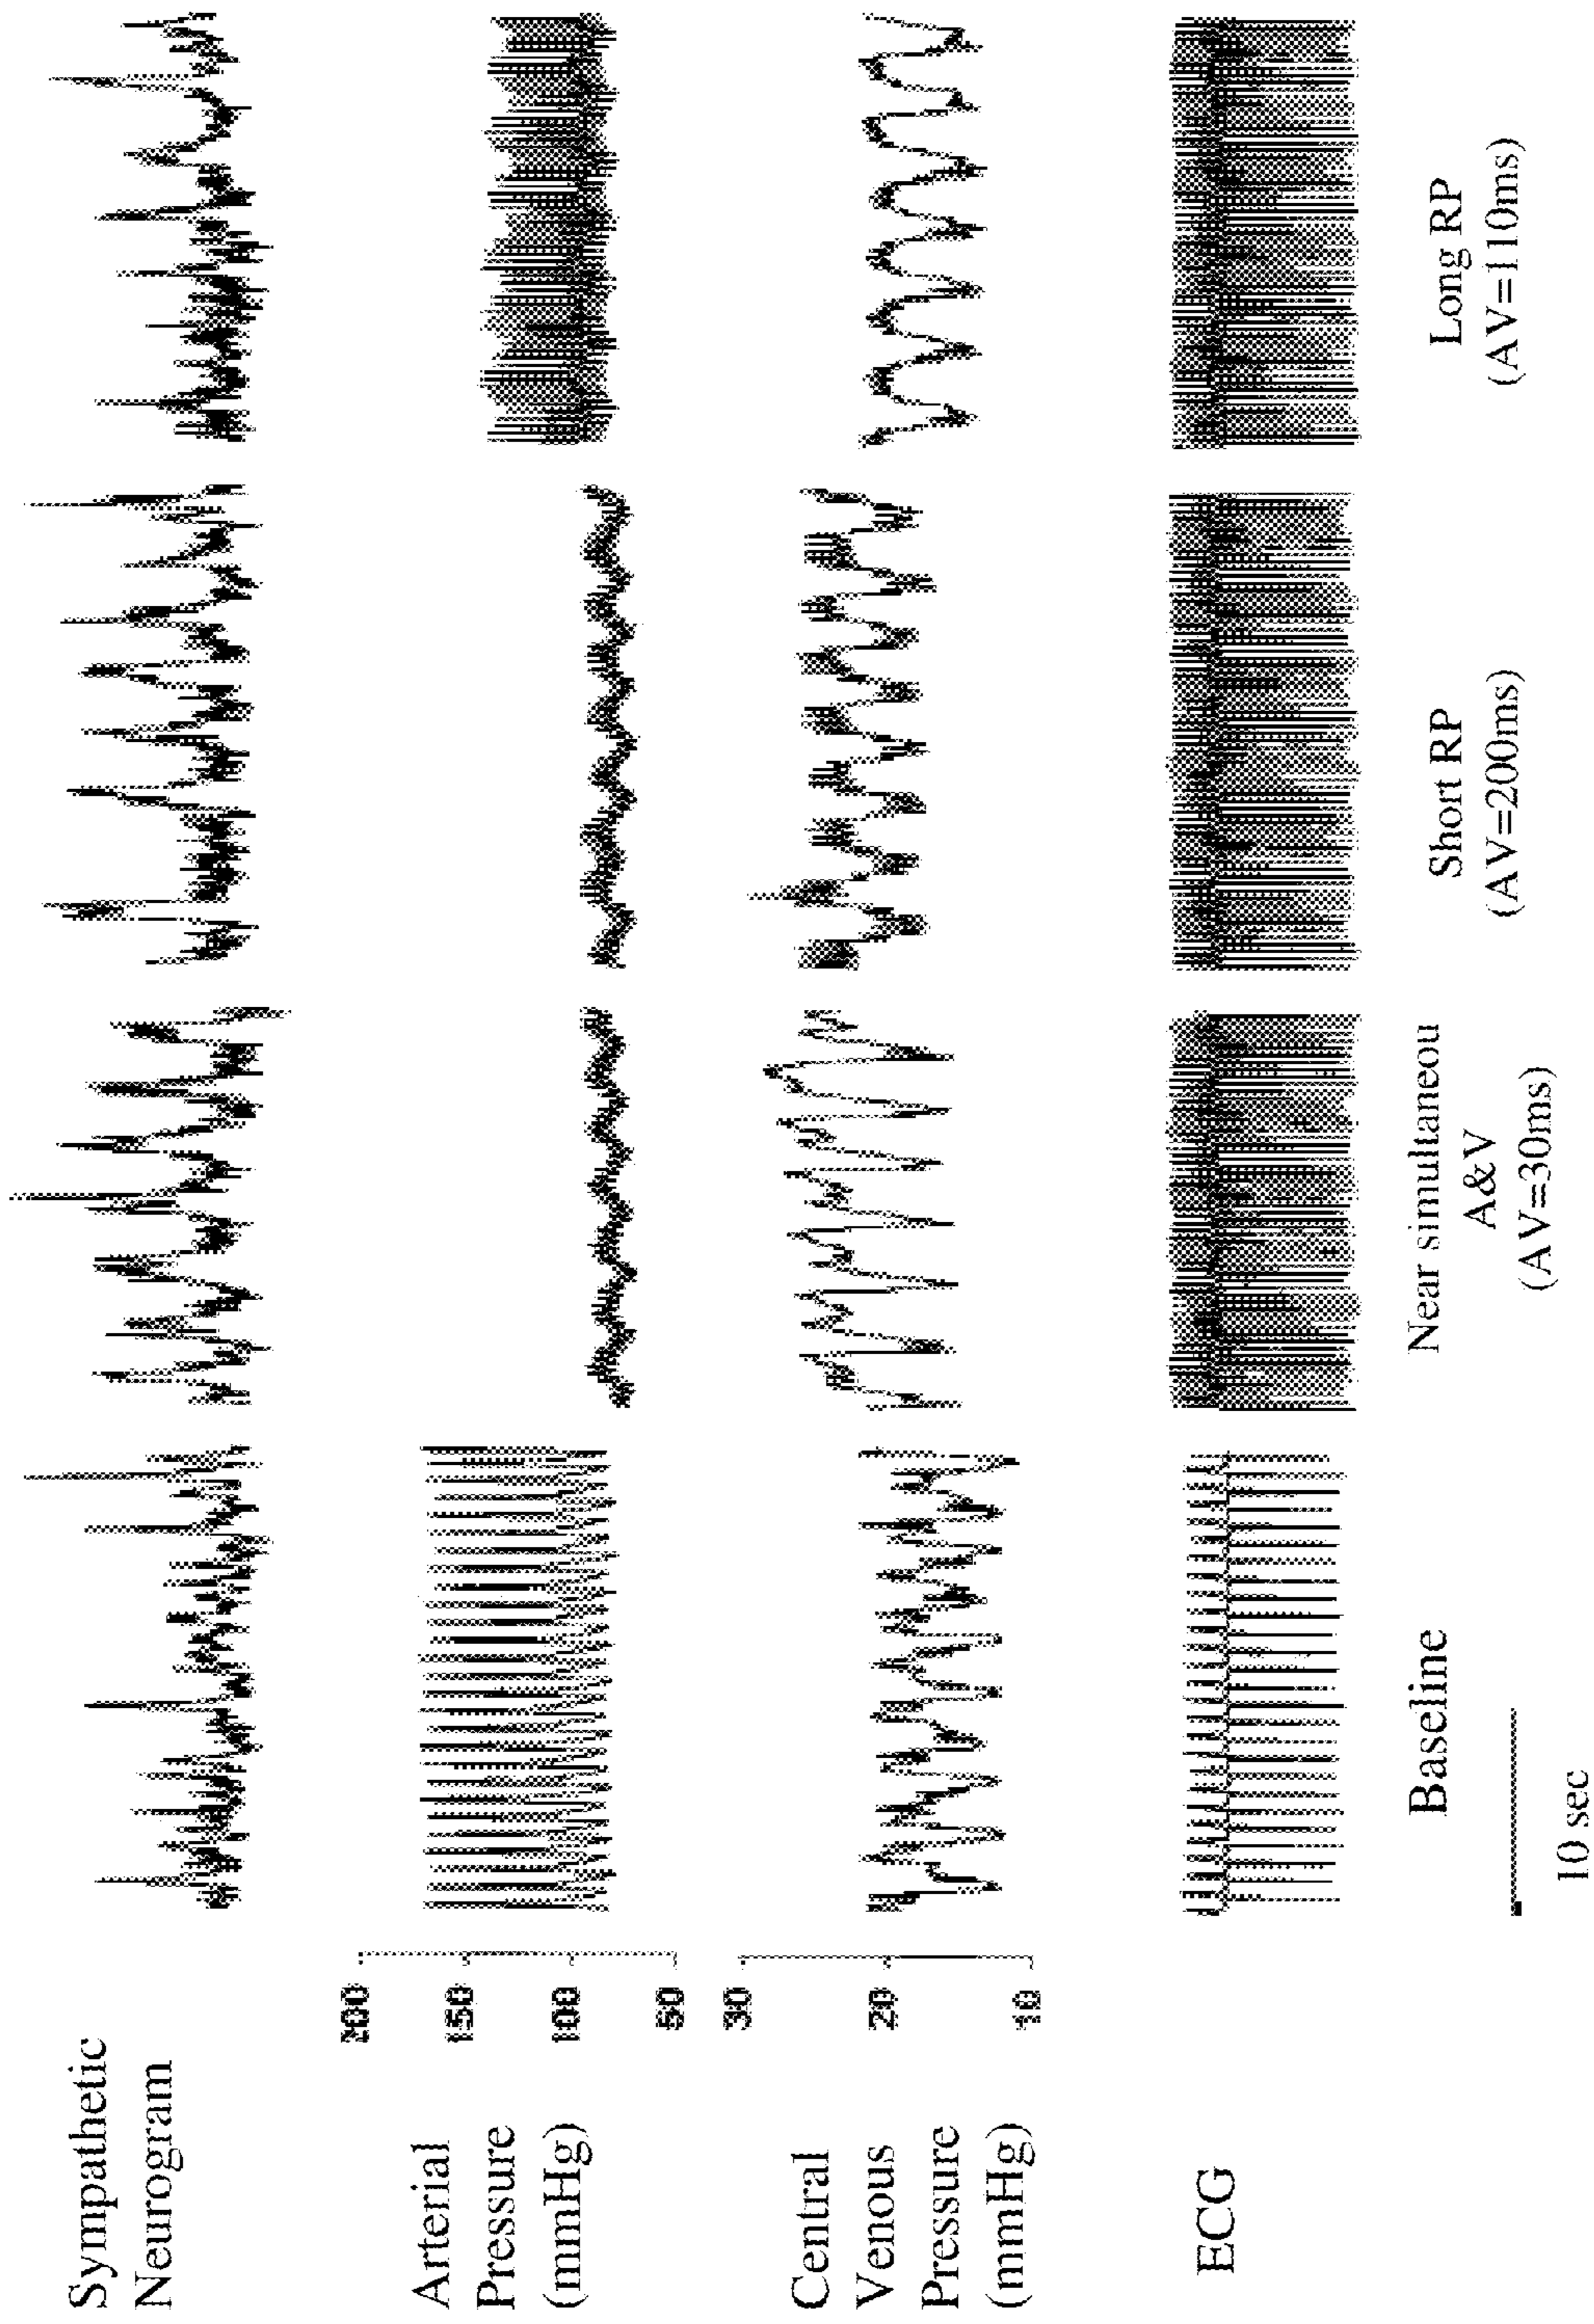 Sympathetic
Neurogram
Arterial
Pressure
(mmHg)
200
150
100
50
Central
Venous
Pressure
(mmHg)
30
20
10
ECG
Baseline
Near simultaneou
A&V
(AV=30ms)
Short RP
(AV=200ms)
Long RP
(AV=110ms)
10 sec